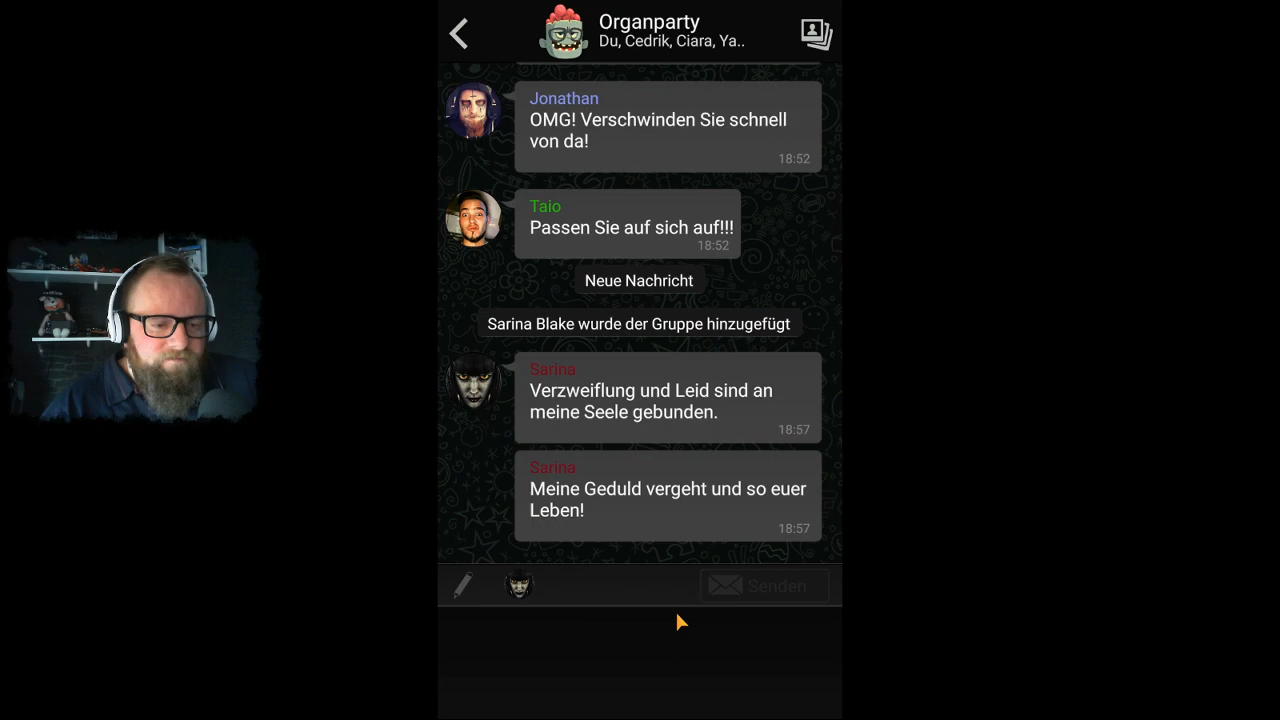 Organparty
Du, Cedrik, Ciara, Ya..
Jonathan
OMG! Verschwinden Sie schnell
von da!
18:52
Taio
Passen Sie auf sich auf!!!
18:52
Neue Nachricht
Sarina Blake wurde der Gruppe hinzugefügt
Sarina
Verzweiflung und Leid sind an
meine Seele gebunden.
18:57
Sarina
Meine Geduld vergeht und so euer
Leben!
18:57
Senden